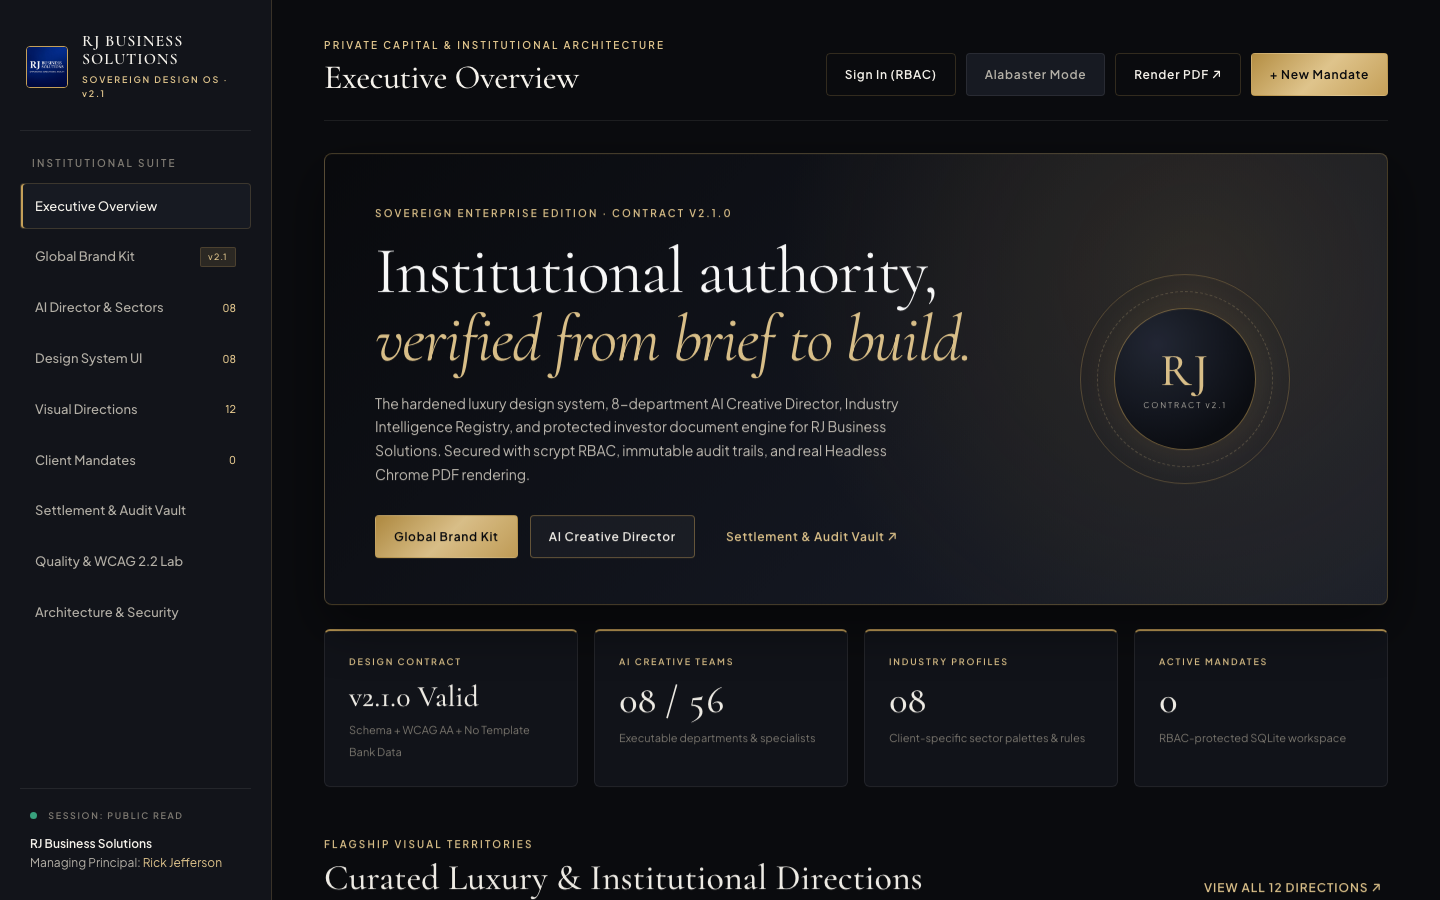 RJ BUSINESS SOLUTIONS
RJ BUSINESS
SOLUTIONS
SOVEREIGN DESIGN OS ·
v2.1
INSTITUTIONAL SUITE
Executive Overview
Global Brand Kit v2.1
AI Director & Sectors 08
Design System UI 08
Visual Directions 12
Client Mandates 0
Settlement & Audit Vault
Quality & WCAG 2.2 Lab
Architecture & Security
SESSION: PUBLIC READ
RJ Business Solutions
Managing Principal: Rick Jefferson
PRIVATE CAPITAL & INSTITUTIONAL ARCHITECTURE
Executive Overview
Sign In (RBAC)
Alabaster Mode
Render PDF ↗
+ New Mandate
SOVEREIGN ENTERPRISE EDITION · CONTRACT V2.1.0
Institutional authority,
verified from brief to build.
The hardened luxury design system, 8-department AI Creative Director, Industry
Intelligence Registry, and protected investor document engine for RJ Business
Solutions. Secured with scrypt RBAC, immutable audit trails, and real Headless
Chrome PDF rendering.
Global Brand Kit
AI Creative Director
Settlement & Audit Vault ↗
RJ
CONTRACT v2.1
DESIGN CONTRACT
v2.1.0 Valid
Schema + WCAG AA + No Template
Bank Data
AI CREATIVE TEAMS
08 / 56
Executable departments & specialists
INDUSTRY PROFILES
08
Client-specific sector palettes & rules
ACTIVE MANDATES
0
RBAC-protected SQLite workspace
FLAGSHIP VISUAL TERRITORIES
Curated Luxury & Institutional Directions
VIEW ALL 12 DIRECTIONS ↗